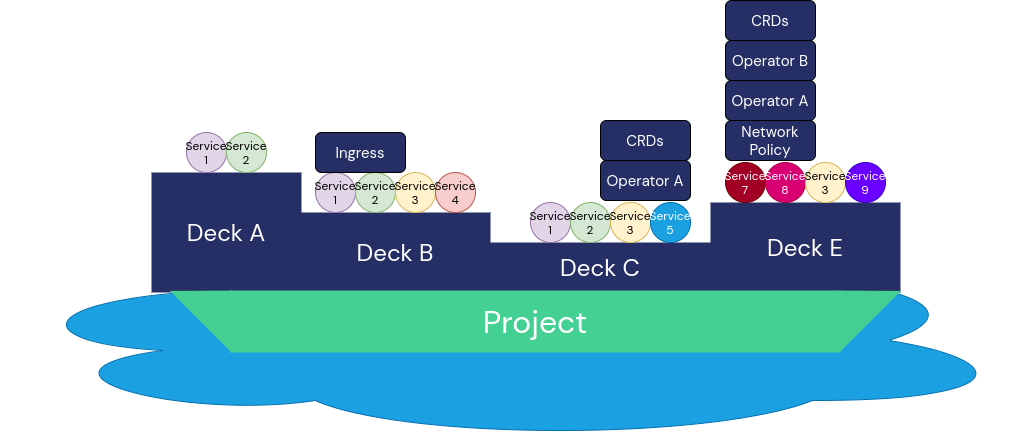 CRDs
Operator B
Operator A
Network
Policy
CRDs
Operator A
Ingress
Service
1
Service
2
Service
1
Service
2
Service
3
Service
4
Service
1
Service
2
Service
3
Service
5
Service
7
Service
8
Service
3
Service
9
Deck A
Deck B
Deck C
Deck E
Project